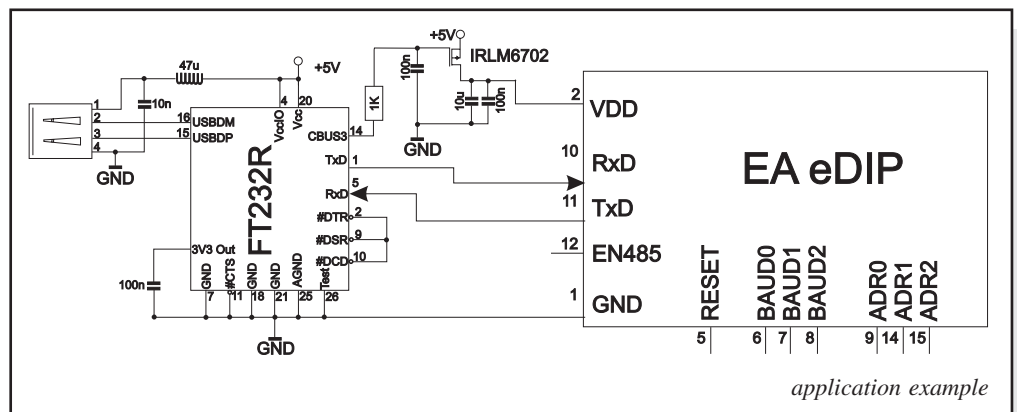 +5V
IRLM6702
47u
+5V
100n
1K
10u
100n
10n
1
2
3
4
GND
16 USBDM
15 USBDP
4
20
VccIO
Vcc
CBUS3 14
TxD 1
RxD 5
#DTR 2
#DSR 9
#DCD 10
FT232R
3V3 Out
100n
GND
#CTS
GND
GND
AGND
Test
7
11
18
21
25
26
GND
GND
2 VDD
10 RxD
11 TxD
12 EN485
1 GND
EA eDIP
RESET
BAUD0
BAUD1
BAUD2
ADR0
ADR1
ADR2
5
6
7
8
9
14
15
application example